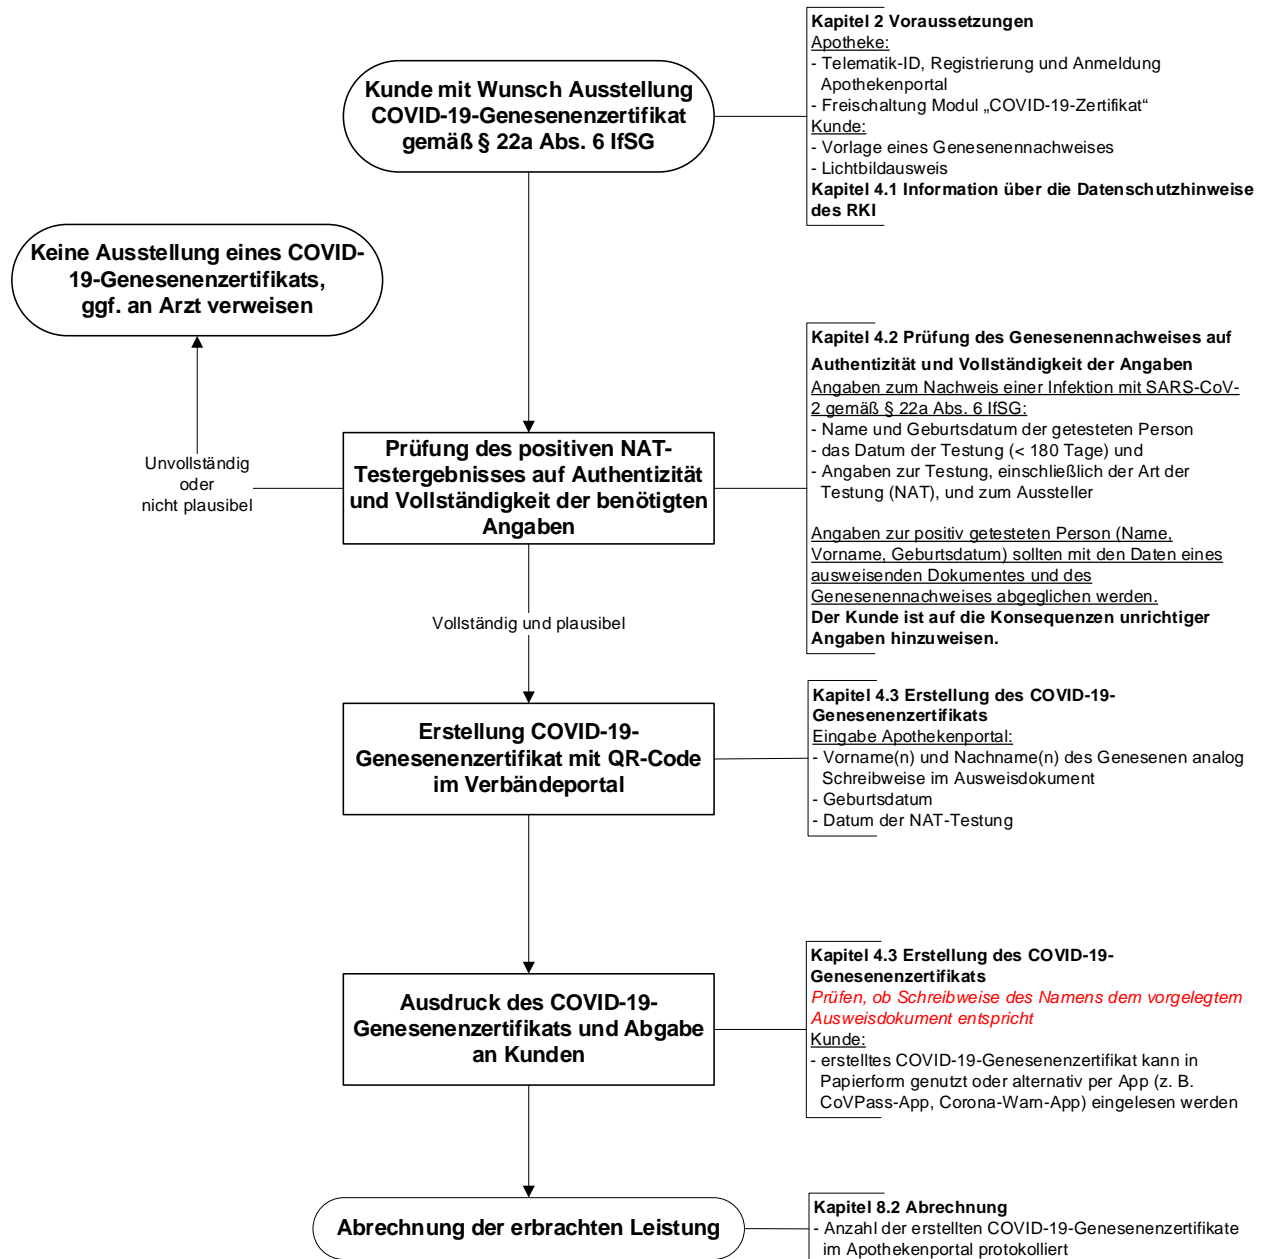 Kunde mit Wunsch Ausstellung
COVID-19-Genesenenzertifikat
gemäß § 22a Abs. 6 IfSG
Kapitel 2 Voraussetzungen
Apotheke:
- Telematik-ID, Registrierung und Anmeldung
Apothekenportal
- Freischaltung Modul „COVID-19-Zertifikat“
Kunde:
- Vorlage eines Genesenennachweises
- Lichtbildausweis
Kapitel 4.1 Information über die Datenschutzhinweise
des RKI
Keine Ausstellung eines COVID-
19-Genesenenzertifikats,
ggf. an Arzt verweisen
Unvollständig
oder
nicht plausibel
Prüfung des positiven NAT-
Testergebnisses auf Authentizität
und Vollständigkeit der benötigten
Angaben
Kapitel 4.2 Prüfung des Genesenennachweises auf
Authentizität und Vollständigkeit der Angaben
Angaben zum Nachweis einer Infektion mit SARS-CoV-
2 gemäß § 22a Abs. 6 IfSG:
- Name und Geburtsdatum der getesteten Person
- das Datum der Testung (< 180 Tage) und
- Angaben zur Testung, einschließlich der Art der
Testung (NAT), und zum Aussteller
Angaben zur positiv getesteten Person (Name,
Vorname, Geburtsdatum) sollten mit den Daten eines
ausweisenden Dokumentes und des
Genesenennachweises abgeglichen werden.
Der Kunde ist auf die Konsequenzen unrichtiger
Angaben hinzuweisen.
Vollständig und plausibel
Erstellung COVID-19-
Genesenenzertifikat mit QR-Code
im Verbändeportal
Kapitel 4.3 Erstellung des COVID-19-
Genesenenzertifikats
Eingabe Apothekenportal:
- Vorname(n) und Nachname(n) des Genesenen analog
Schreibweise im Ausweisdokument
- Geburtsdatum
- Datum der NAT-Testung
Ausdruck des COVID-19-
Genesenenzertifikats und Abgabe
an Kunden
Kapitel 4.3 Erstellung des COVID-19-
Genesenenzertifikats
Prüfen, ob Schreibweise des Namens dem vorgelegtem
Ausweisdokument entspricht
Kunde:
- erstelltes COVID-19-Genesenenzertifikat kann in
Papierform genutzt oder alternativ per App (z. B.
CoVPass-App, Corona-Warn-App) eingelesen werden
Abrechnung der erbrachten Leistung
Kapitel 8.2 Abrechnung
- Anzahl der erstellten COVID-19-Genesenenzertifikate
im Apothekenportal protokolliert